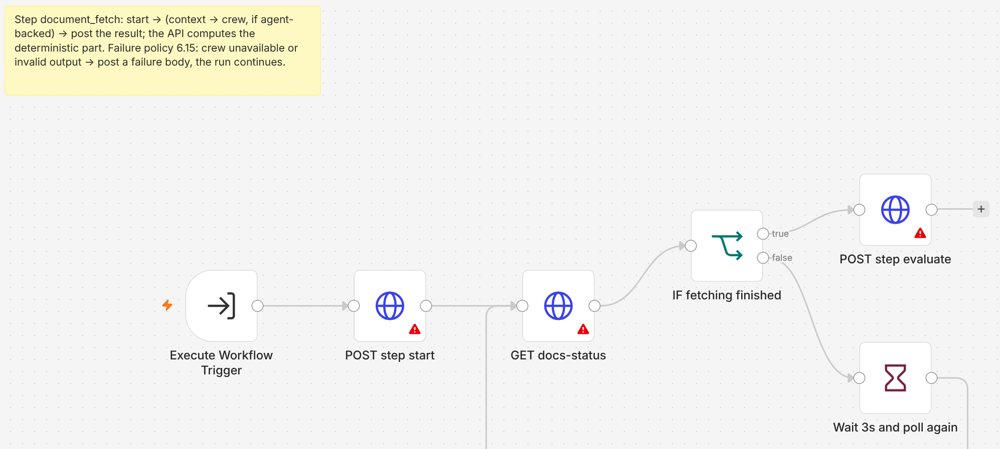 Step document_fetch: start → (context → crew, if agent-
backed) → post the result; the API computes the
deterministic part. Failure policy 6.15: crew unavailable or
invalid output → post a failure body, the run continues.
true
false
POST step evaluate
IF fetching finished
Execute Workflow
Trigger
POST step start
GET docs-status
Wait 3s and poll again